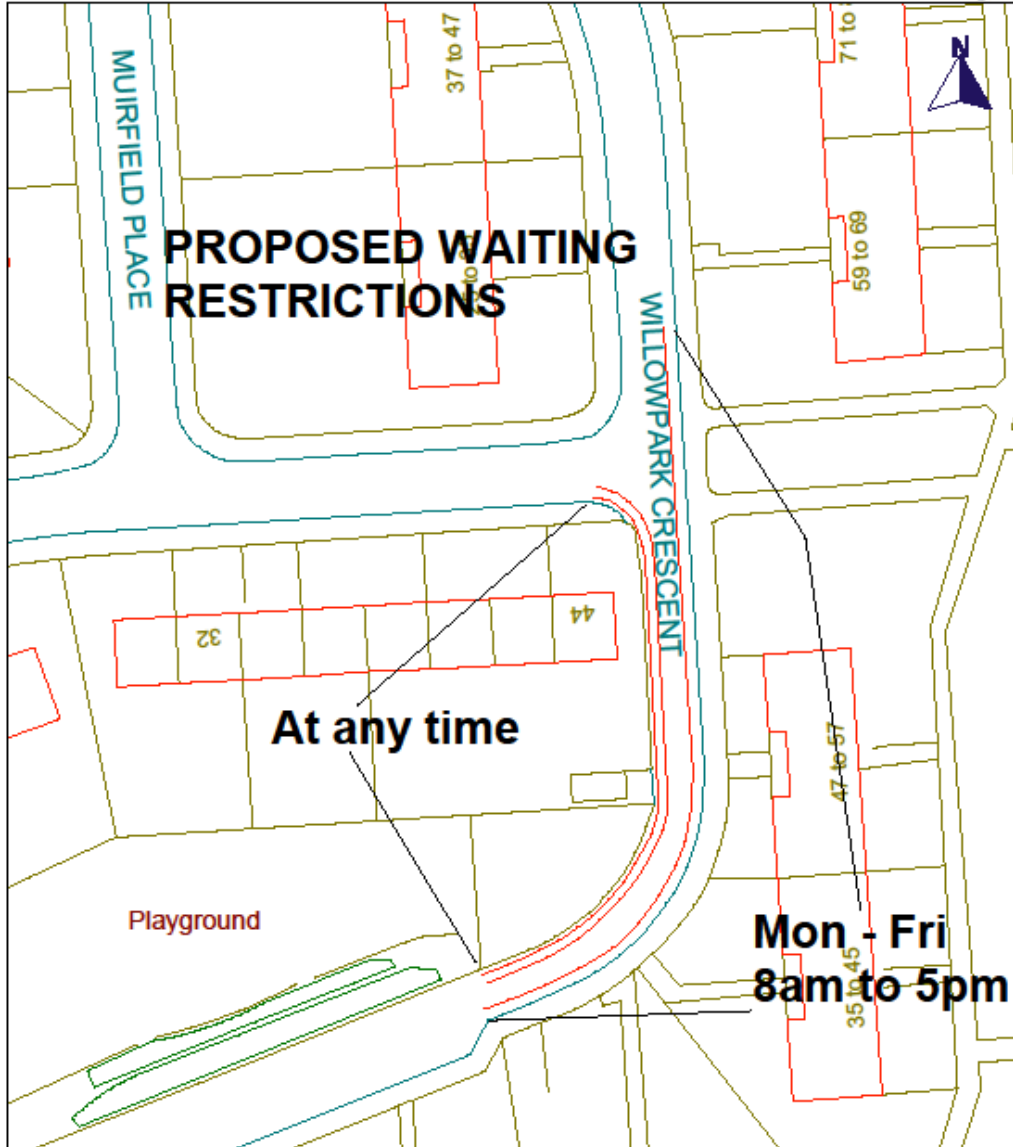 37 to 47
71 to
N
MUIRFIELD PLACE
PROPOSED WAITING
RESTRICTIONS
59 to 69
WILLOWPARK CRESCENT
32
44
At any time
47 to 57
Playground
Mon - Fri
8am to 5pm
35 to 45